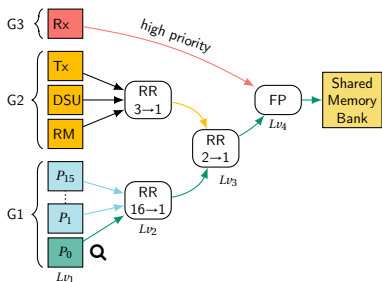 G3
Rx
high priority
G2
Tx
DSU
RM
RR
3→1
FP
Lv4
Shared
Memory
Bank
RR
2→1
Lv3
G1
P15
P1
P0
RR
16→1
Lv2
Lv1